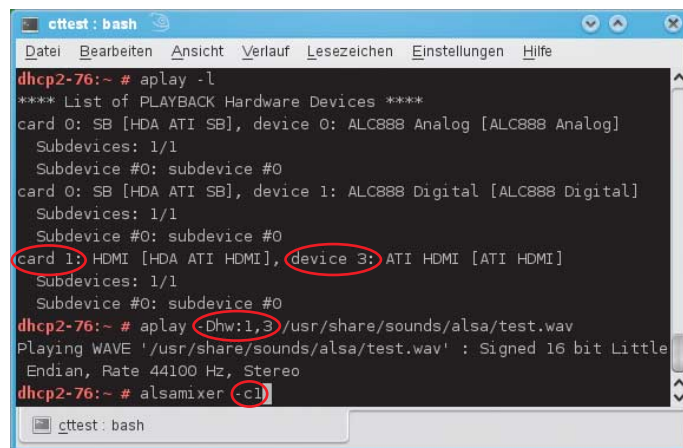 cttest : bash
Datei Bearbeiten Ansicht Verlauf Lesezeichen Einstellungen Hilfe
dhcp2-76:~ # aplay -l
**** List of PLAYBACK Hardware Devices ****
card 0: SB [HDA ATI SB], device 0: ALC888 Analog [ALC888 Analog]
  Subdevices: 1/1
  Subdevice #0: subdevice #0
card 0: SB [HDA ATI SB], device 1: ALC888 Digital [ALC888 Digital]
  Subdevices: 1/1
  Subdevice #0: subdevice #0
card 1: HDMI [HDA ATI HDMI], device 3: ATI HDMI [ATI HDMI]
  Subdevices: 1/1
  Subdevice #0: subdevice #0
dhcp2-76:~ # aplay -Dhw:1,3 /usr/share/sounds/alsa/test.wav
Playing WAVE '/usr/share/sounds/alsa/test.wav' : Signed 16 bit Little
 Endian, Rate 44100 Hz, Stereo
dhcp2-76:~ # alsamixer -c1
cttest : bash